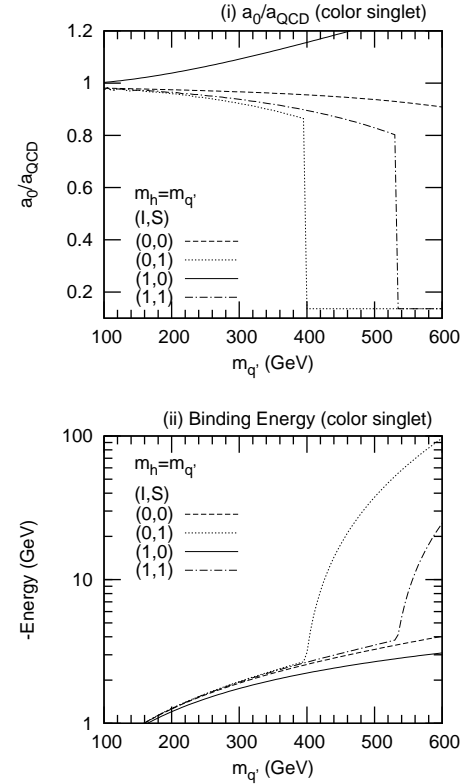 (i) a0/aQCD (color singlet)
1.2
1
0.8
0.6
0.4
0.2
a0/aQCD
mh=mq'
(I,S)
(0,0)
(0,1)
(1,0)
(1,1)
100 200 300 400 500 600
mq' (GeV)
(ii) Binding Energy (color singlet)
100
10
1
-Energy (GeV)
mh=mq'
(I,S)
(0,0)
(0,1)
(1,0)
(1,1)
100 200 300 400 500 600
mq' (GeV)